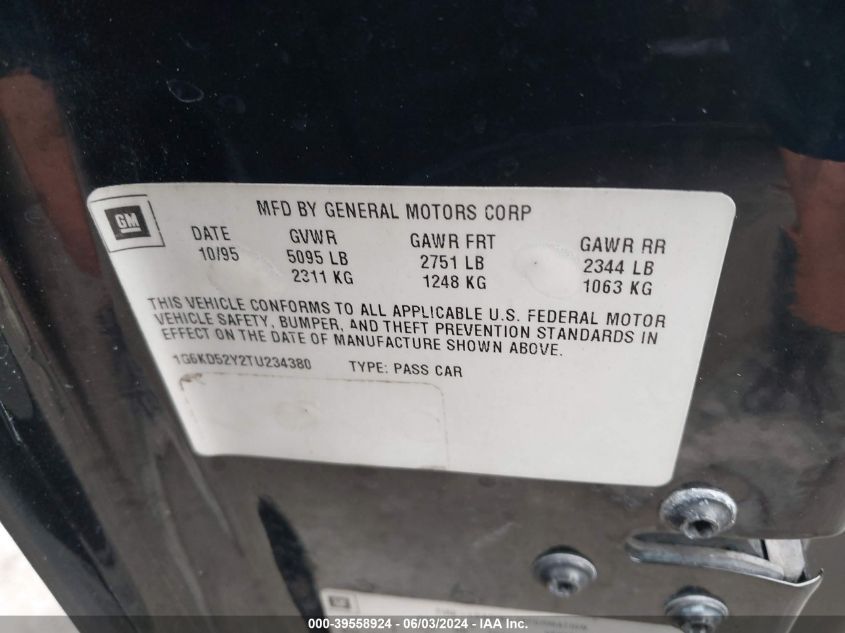 GM
MFD BY GENERAL MOTORS CORP
DATE GVWR GAWR FRT GAWR RR
10/95 5095 LB 2751 LB 2344 LB
2311 KG 1248 KG 1063 KG
THIS VEHICLE CONFORMS TO ALL APPLICABLE U.S. FEDERAL MOTOR
VEHICLE SAFETY, BUMPER, AND THEFT PREVENTION STANDARDS IN
EFFECT ON THE DATE OF MANUFACTURE SHOWN ABOVE.
1G6KD52Y2TU234380 TYPE: PASS CAR
000-39558924 | 06/03/2024 | IAA Inc.